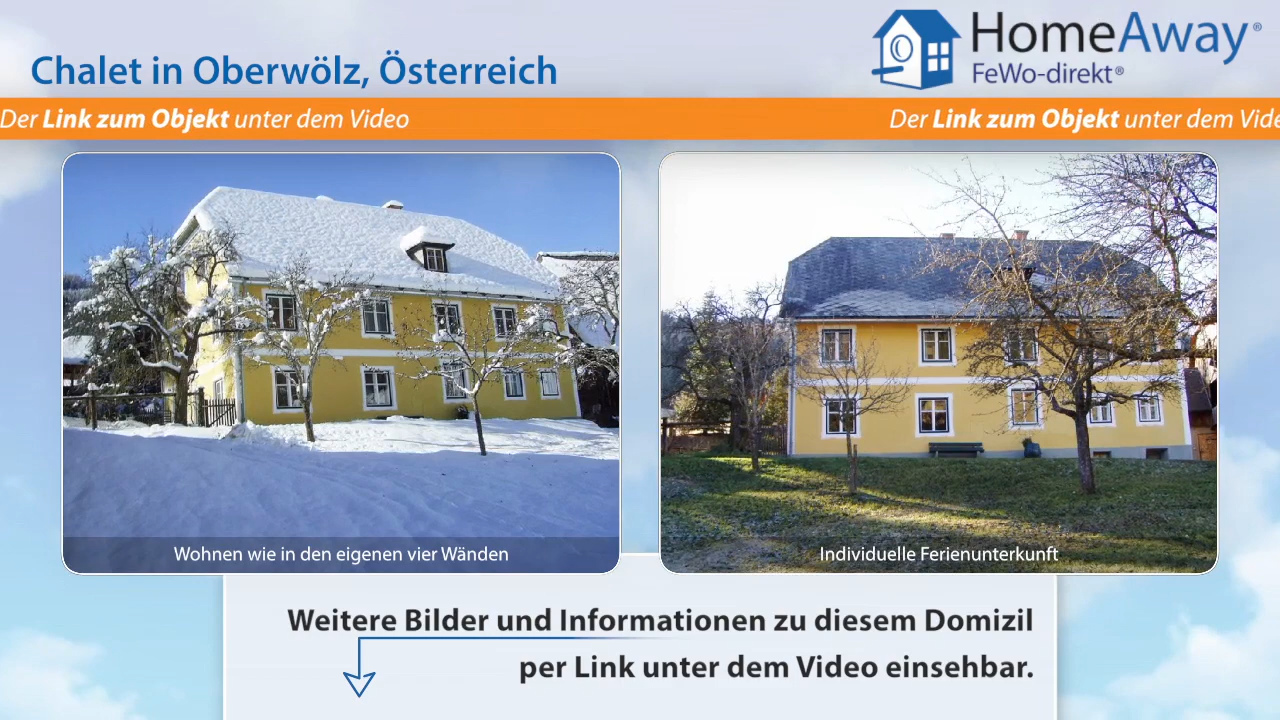 Chalet in Oberwölz, Österreich
HomeAway®
FeWo-direkt®
Der Link zum Objekt unter dem Video
Der Link zum Objekt unter dem Vide
Wohnen wie in den eigenen vier Wänden
Individuelle Ferienunterkunft
Weitere Bilder und Informationen zu diesem Domizil
per Link unter dem Video einsehbar.